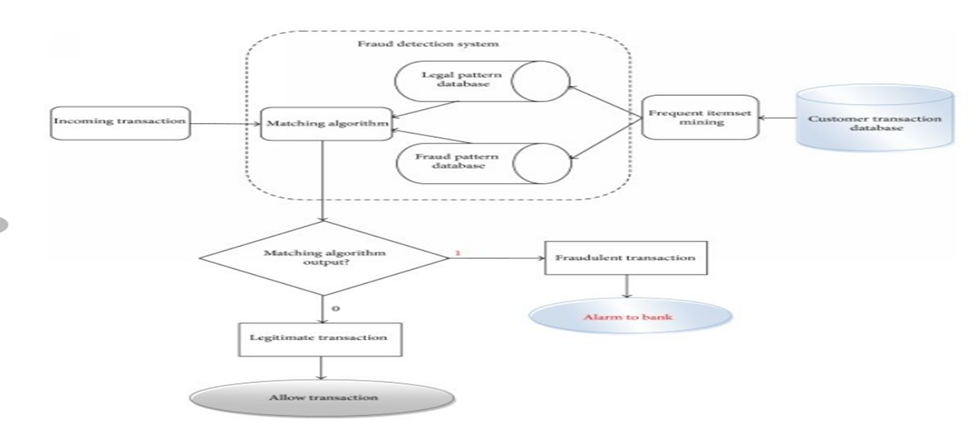 Fraud detection system
Legal pattern
database
Incoming transaction
Matching algorithm
Frequent itemset
mining
Customer transaction
database
Fraud pattern
database
Matching algorithm
output?
1
Fraudulent transaction
0
Alarm to bank
Legitimate transaction
Allow transaction